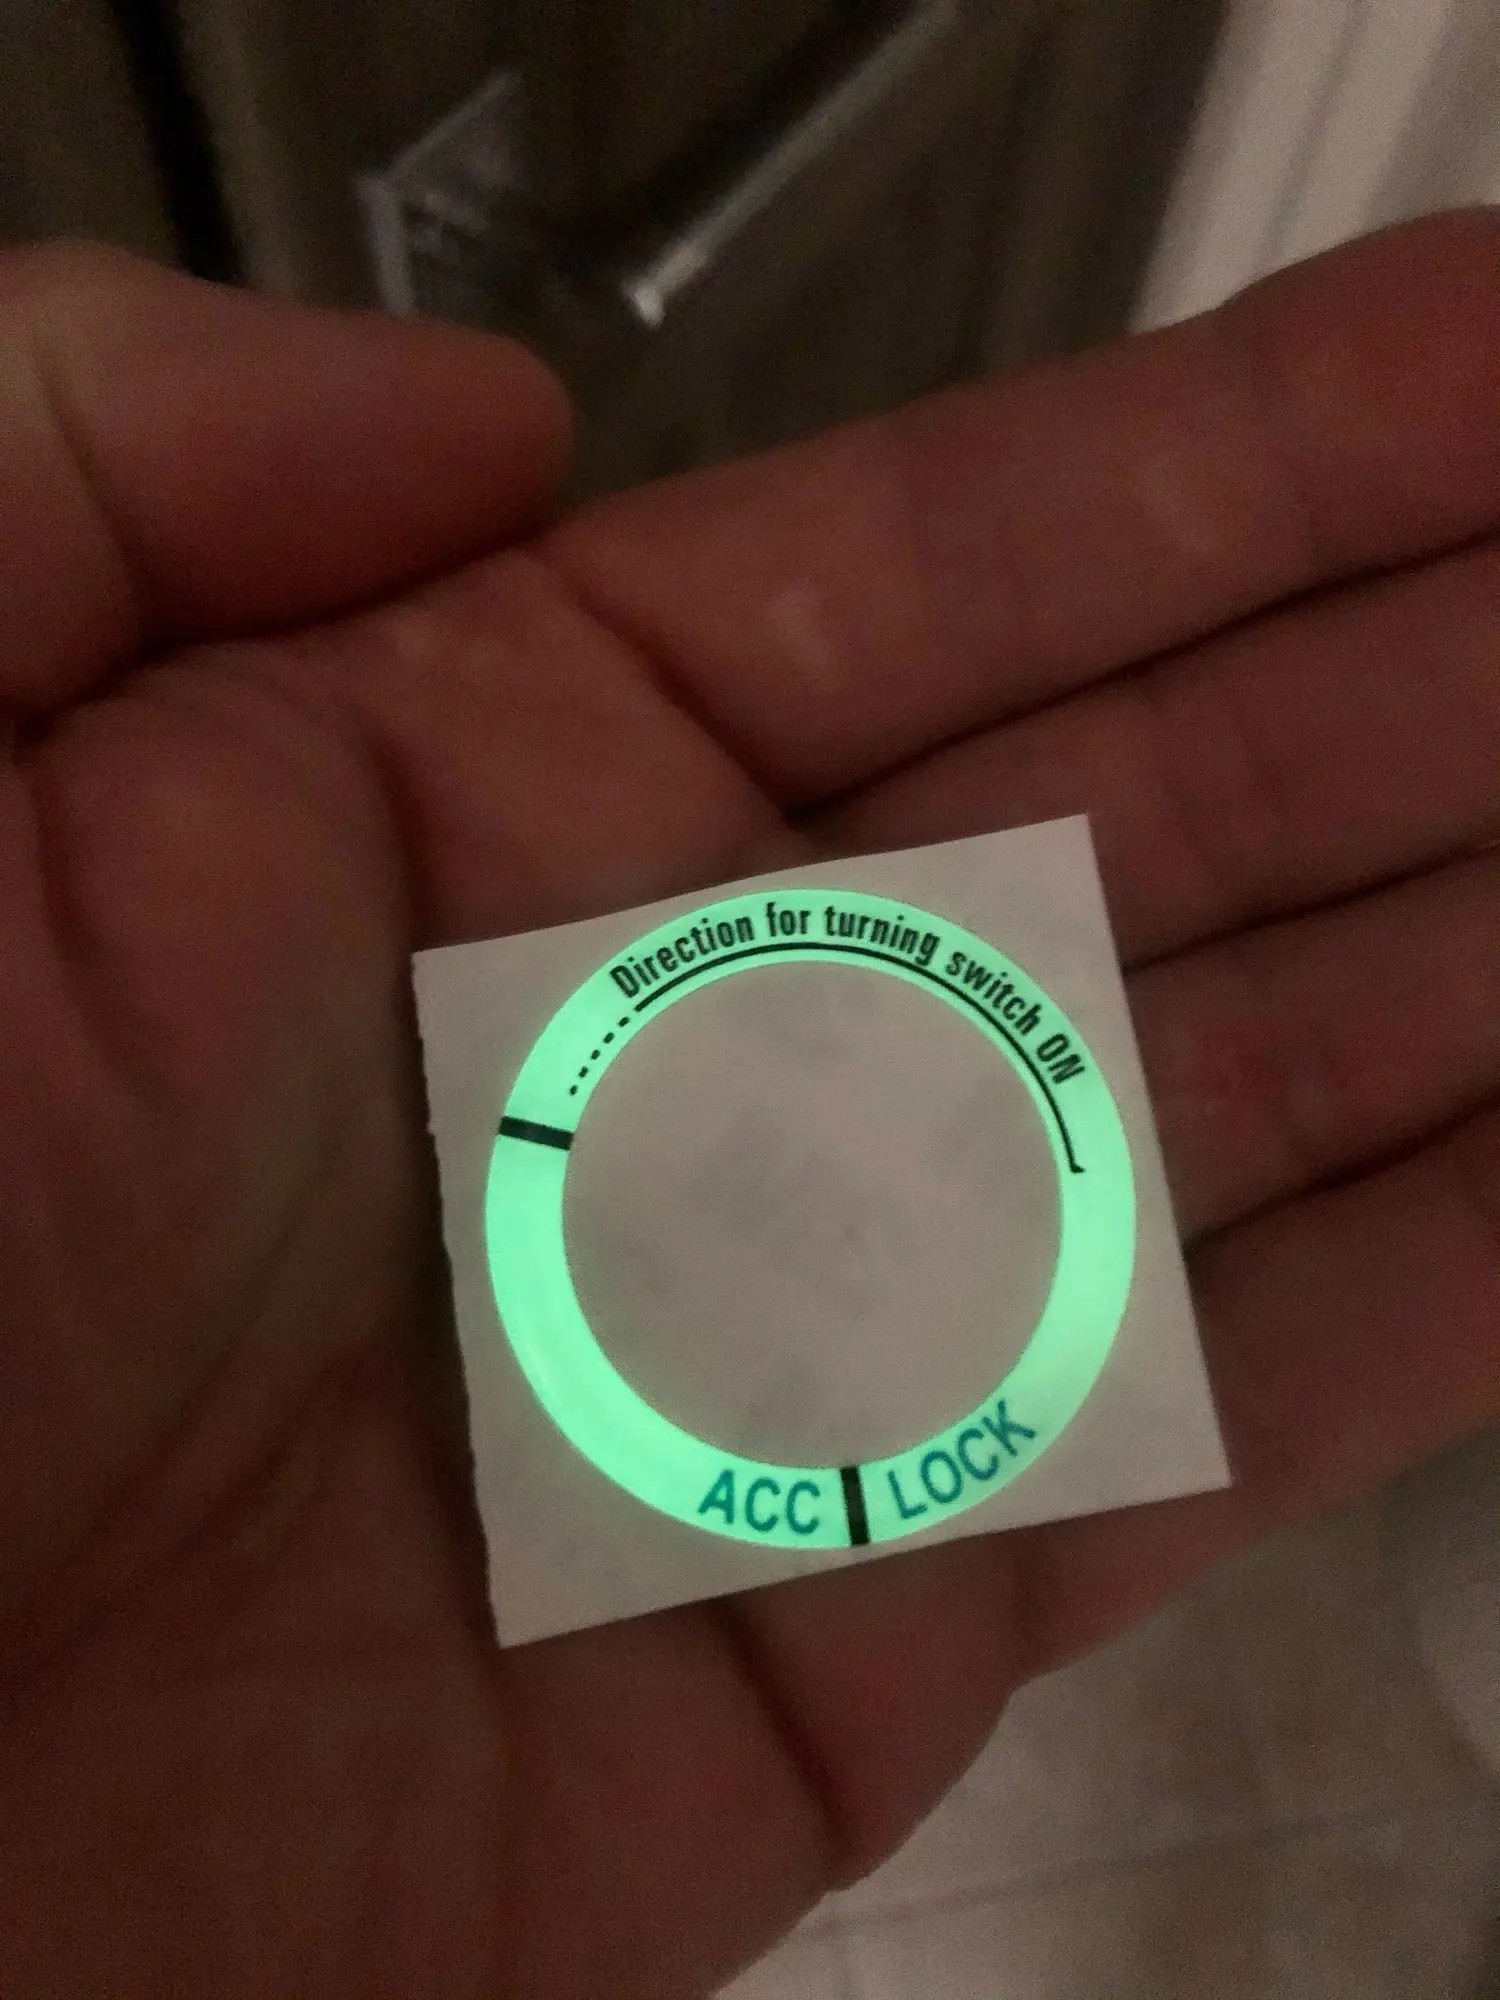 Direction for turning switch ON
ACC
LOCK